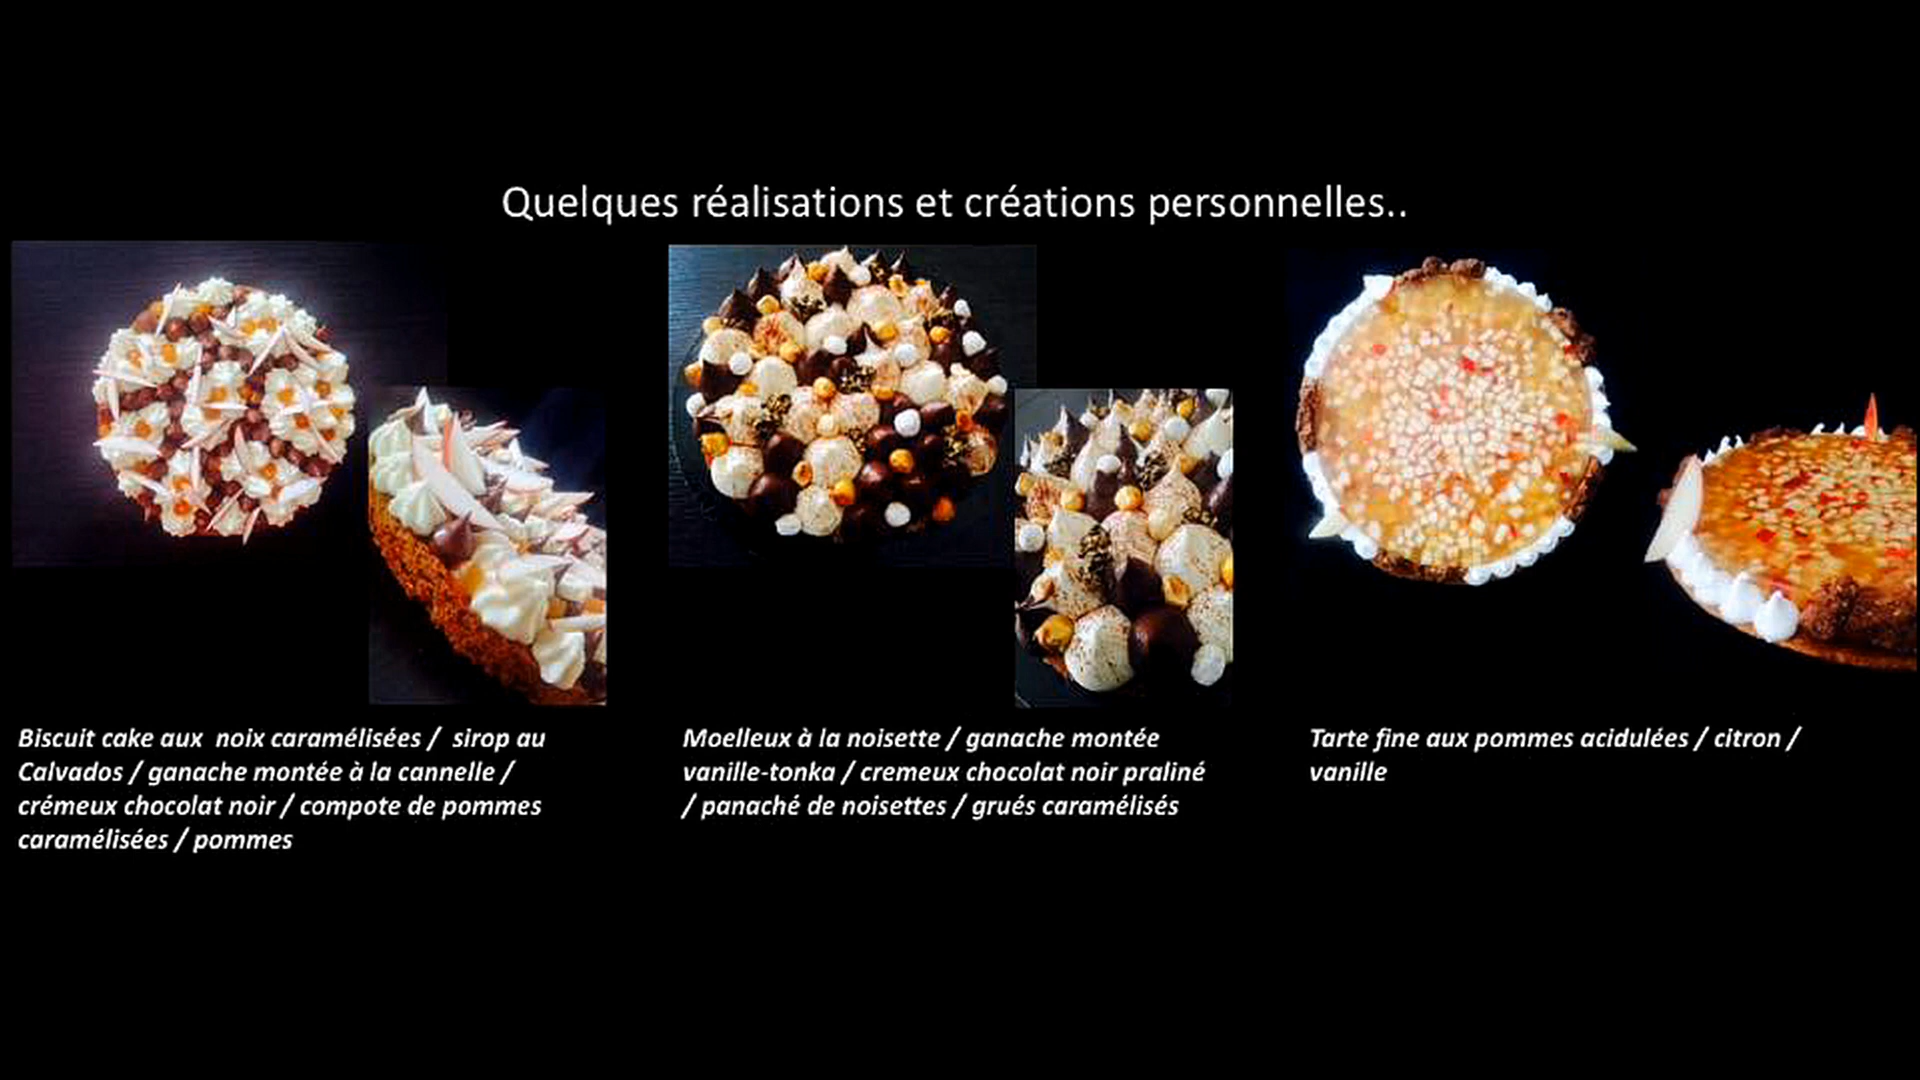 Quelques réalisations et créations personnelles..
Biscuit cake aux  noix caramélisées /  sirop au
Calvados / ganache montée à la cannelle /
crémeux chocolat noir / compote de pommes
caramélisées / pommes
Moelleux à la noisette / ganache montée
vanille-tonka / cremeux chocolat noir praliné
/ panaché de noisettes / grués caramélisés
Tarte fine aux pommes acidulées / citron /
vanille